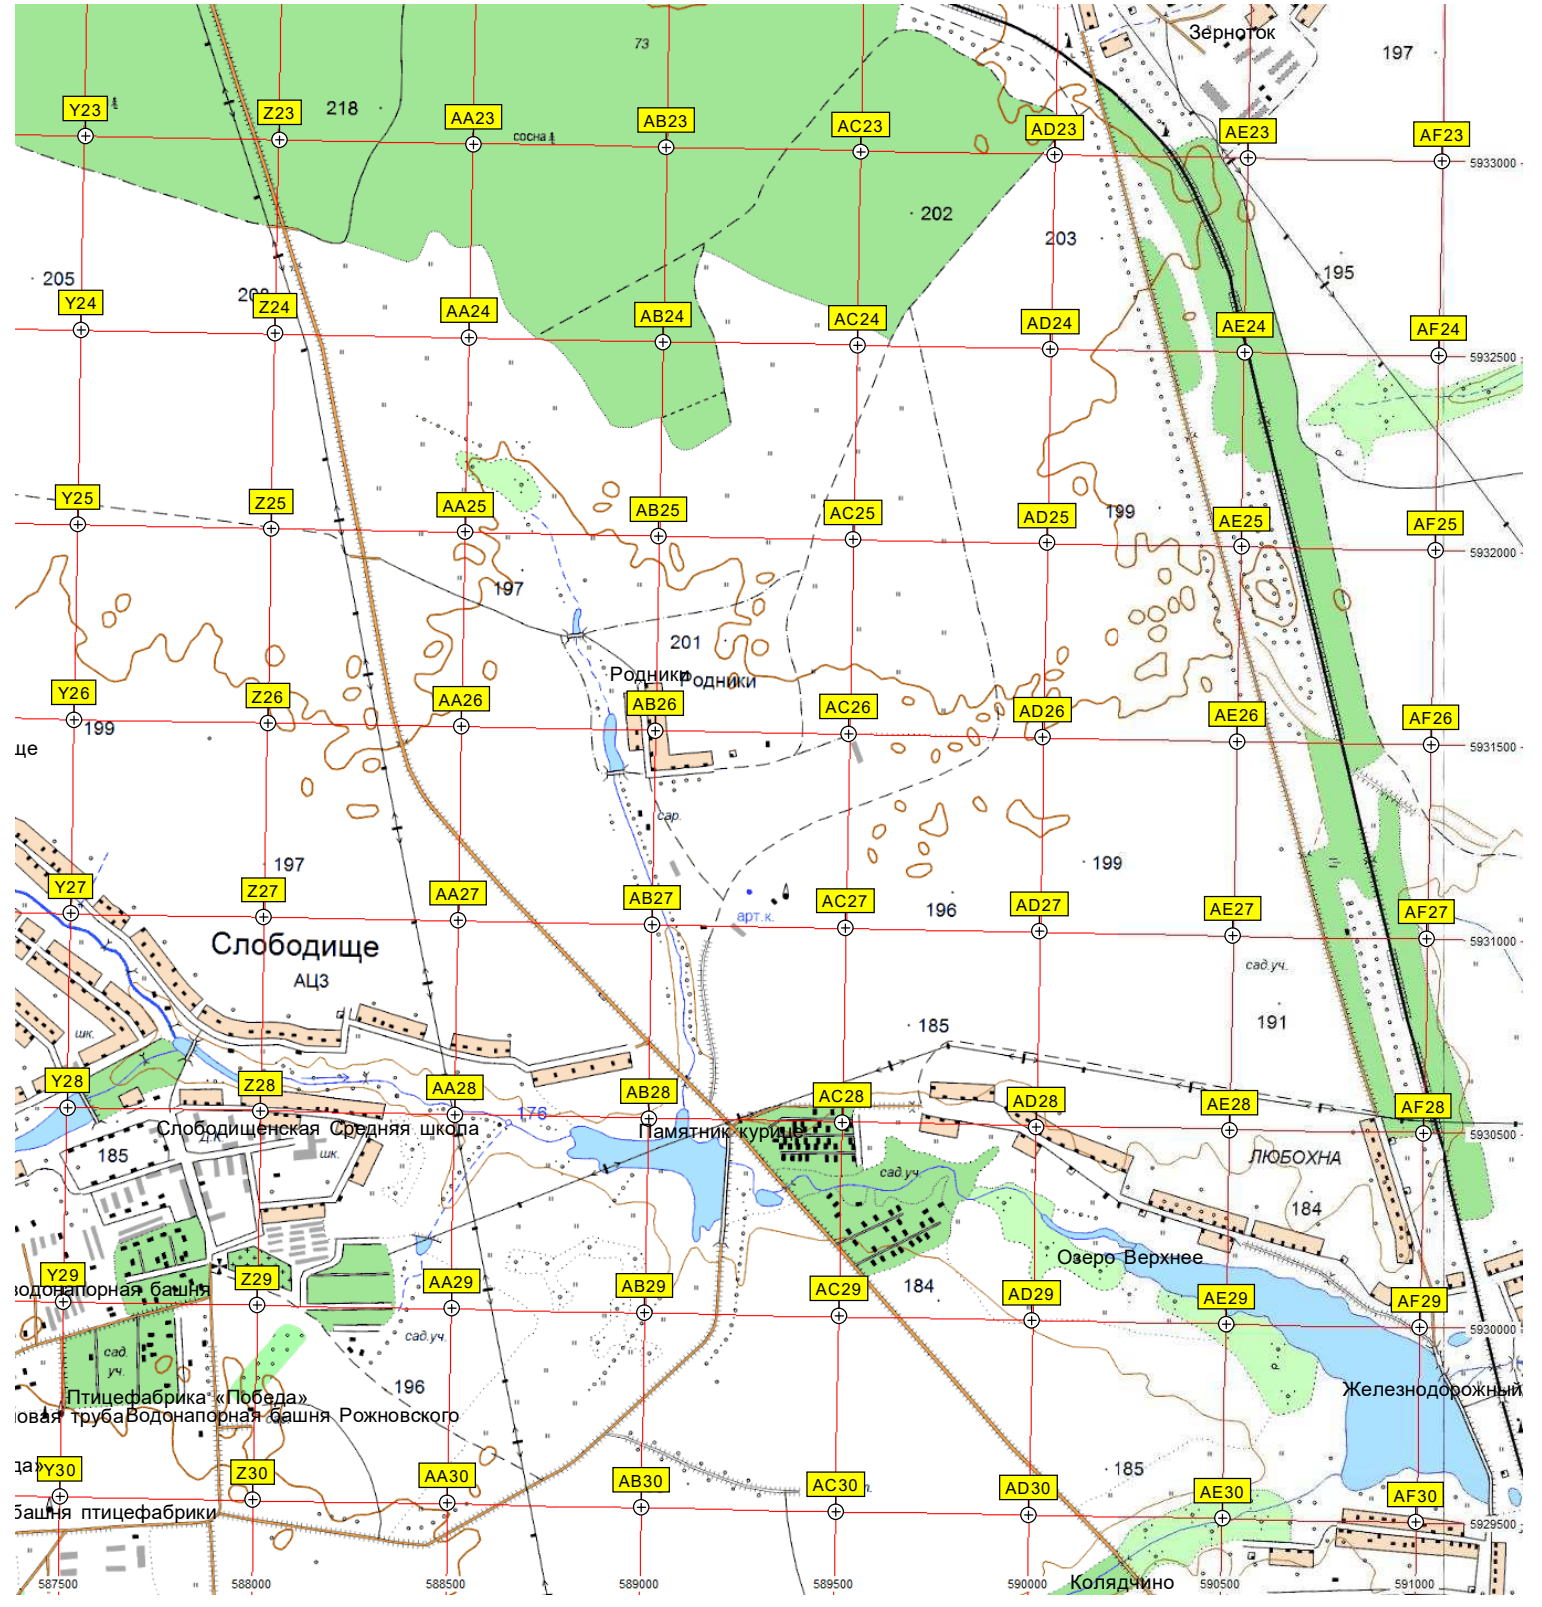 Зерноток
73
197
218
Y23
Z23
AA23
сосна
AB23
AC23
AD23
AE23
AF23
5933000
202
203
205
195
Y24
Z24
AA24
AB24
AC24
AD24
AE24
AF24
5932500
Y25
Z25
AA25
AB25
AC25
AD25
199
AE25
AF25
5932000
197
201
Родники
Родники
Y26
199
Z26
AA26
AB26
AC26
AD26
AE26
AF26
5931500
ще
сар.
197
199
Y27
Z27
AA27
AB27
арт.к.
AC27
196
AD27
AE27
AF27
5931000
Слободище
АЦЗ
сад.уч.
191
185
шк.
Y28
Z28
AA28
176
AB28
AC28
AD28
AE28
AF28
5930500
Слободищенская Средняя школа
Памятник курице
шк.
185
сад.уч.
ЛЮБОХНА
184
Озеро Верхнее
Y29
водонапорная башня
Z29
AA29
AB29
AC29
184
AD29
AE29
AF29
5930000
сад.уч.
сад.
уч.
196
Птицефабрика «Победа»
Железнодорожный
овая труба
Водонапорная башня Рожновского
да»
Y30
Z30
AA30
AB30
AC30
AD30
185
AE30
AF30
5929500
башня птицефабрики
Колядчино
587500
588000
588500
589000
589500
590000
590500
591000